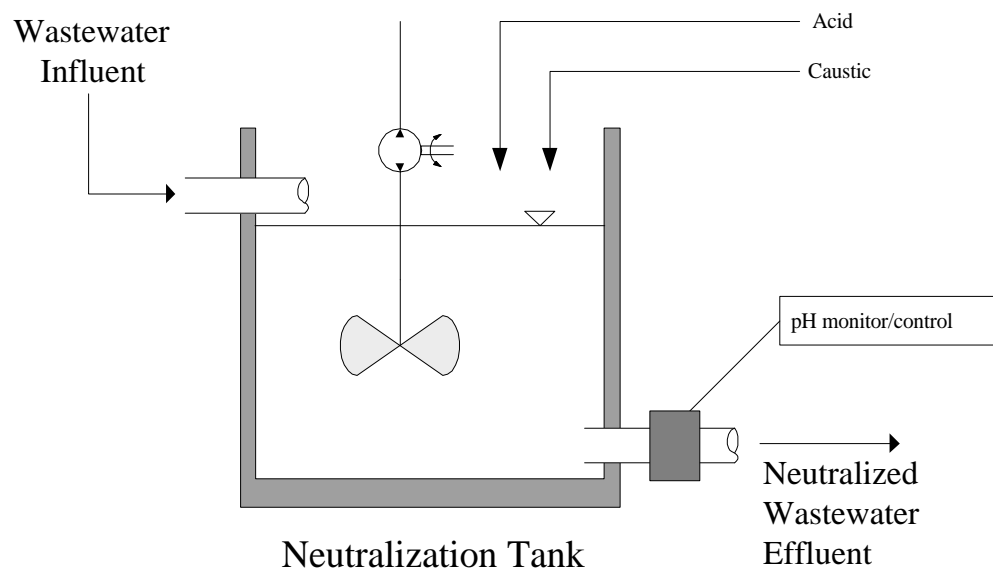 Wastewater
Influent
Acid
Caustic
pH monitor/control
Neutralized
Wastewater
Effluent
Neutralization Tank